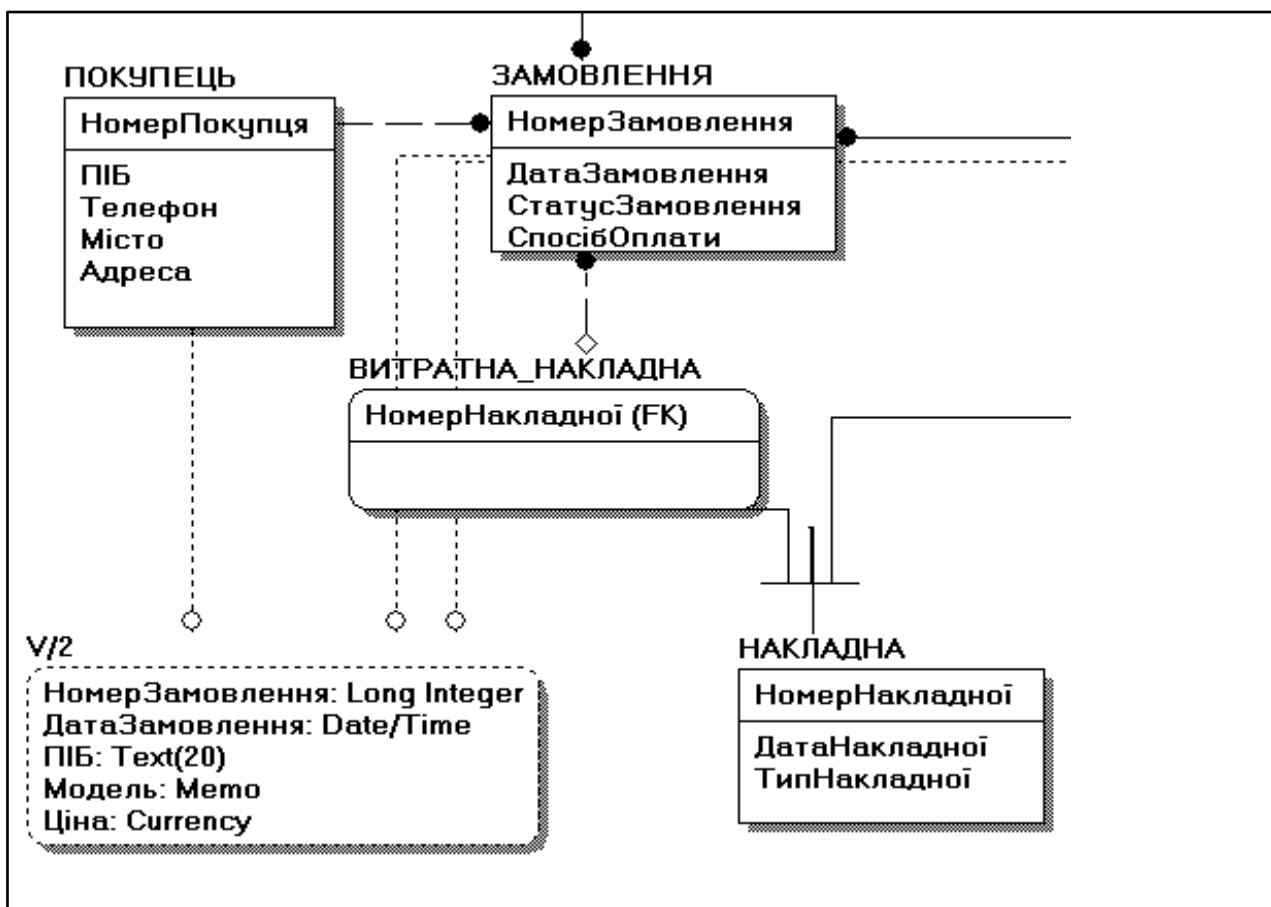 ПОКУПЕЦЬ
НомерПокупця
ПІБ
Телефон
Місто
Адреса
ЗАМОВЛЕННЯ
НомерЗамовлення
ДатаЗамовлення
СтатусЗамовлення
СпосібОплати
ВИТРАТНА_НАКЛАДНА
НомерНакладної (FK)
V/2
НомерЗамовлення: Long Integer
ДатаЗамовлення: Date/Time
ПІБ: Text(20)
Модель: Memo
Ціна: Currency
НАКЛАДНА
НомерНакладної
ДатаНакладної
ТипНакладної